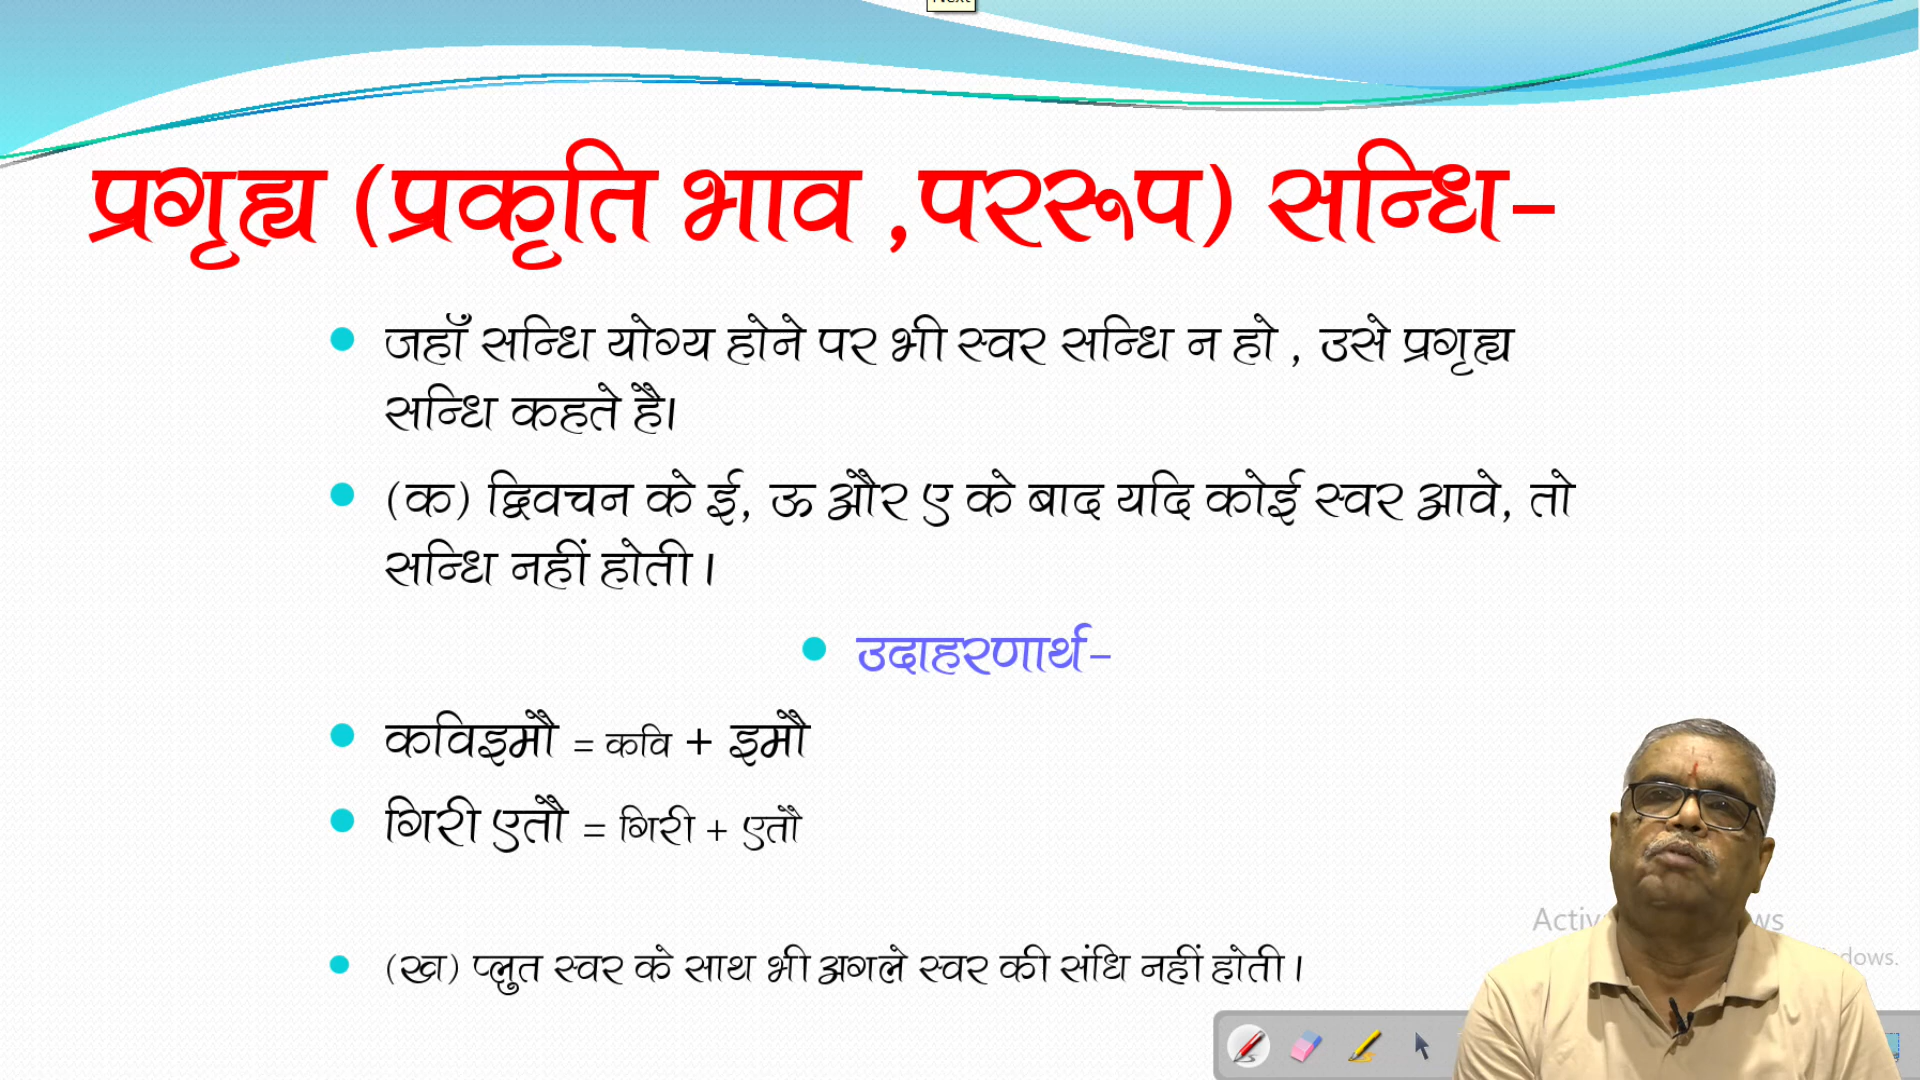 प्रगृह्य (प्रकृति भाव ,पररूप) सन्धि-
जहाँ सन्धि योग्य होने पर भी स्वर सन्धि न हो , उसे प्रगृह्य
सन्धि कहते है।
(क) द्विवचन के ई, ऊ और ए के बाद यदि कोई स्वर आवे, तो
सन्धि नहीं होती ।
उदाहरणार्थ-
कविइमौ = कवि + इमौ
गिरी एतौ = गिरी + एतौ
(ख) प्लुत स्वर के साथ भी अगले स्वर की संधि नहीं होती ।